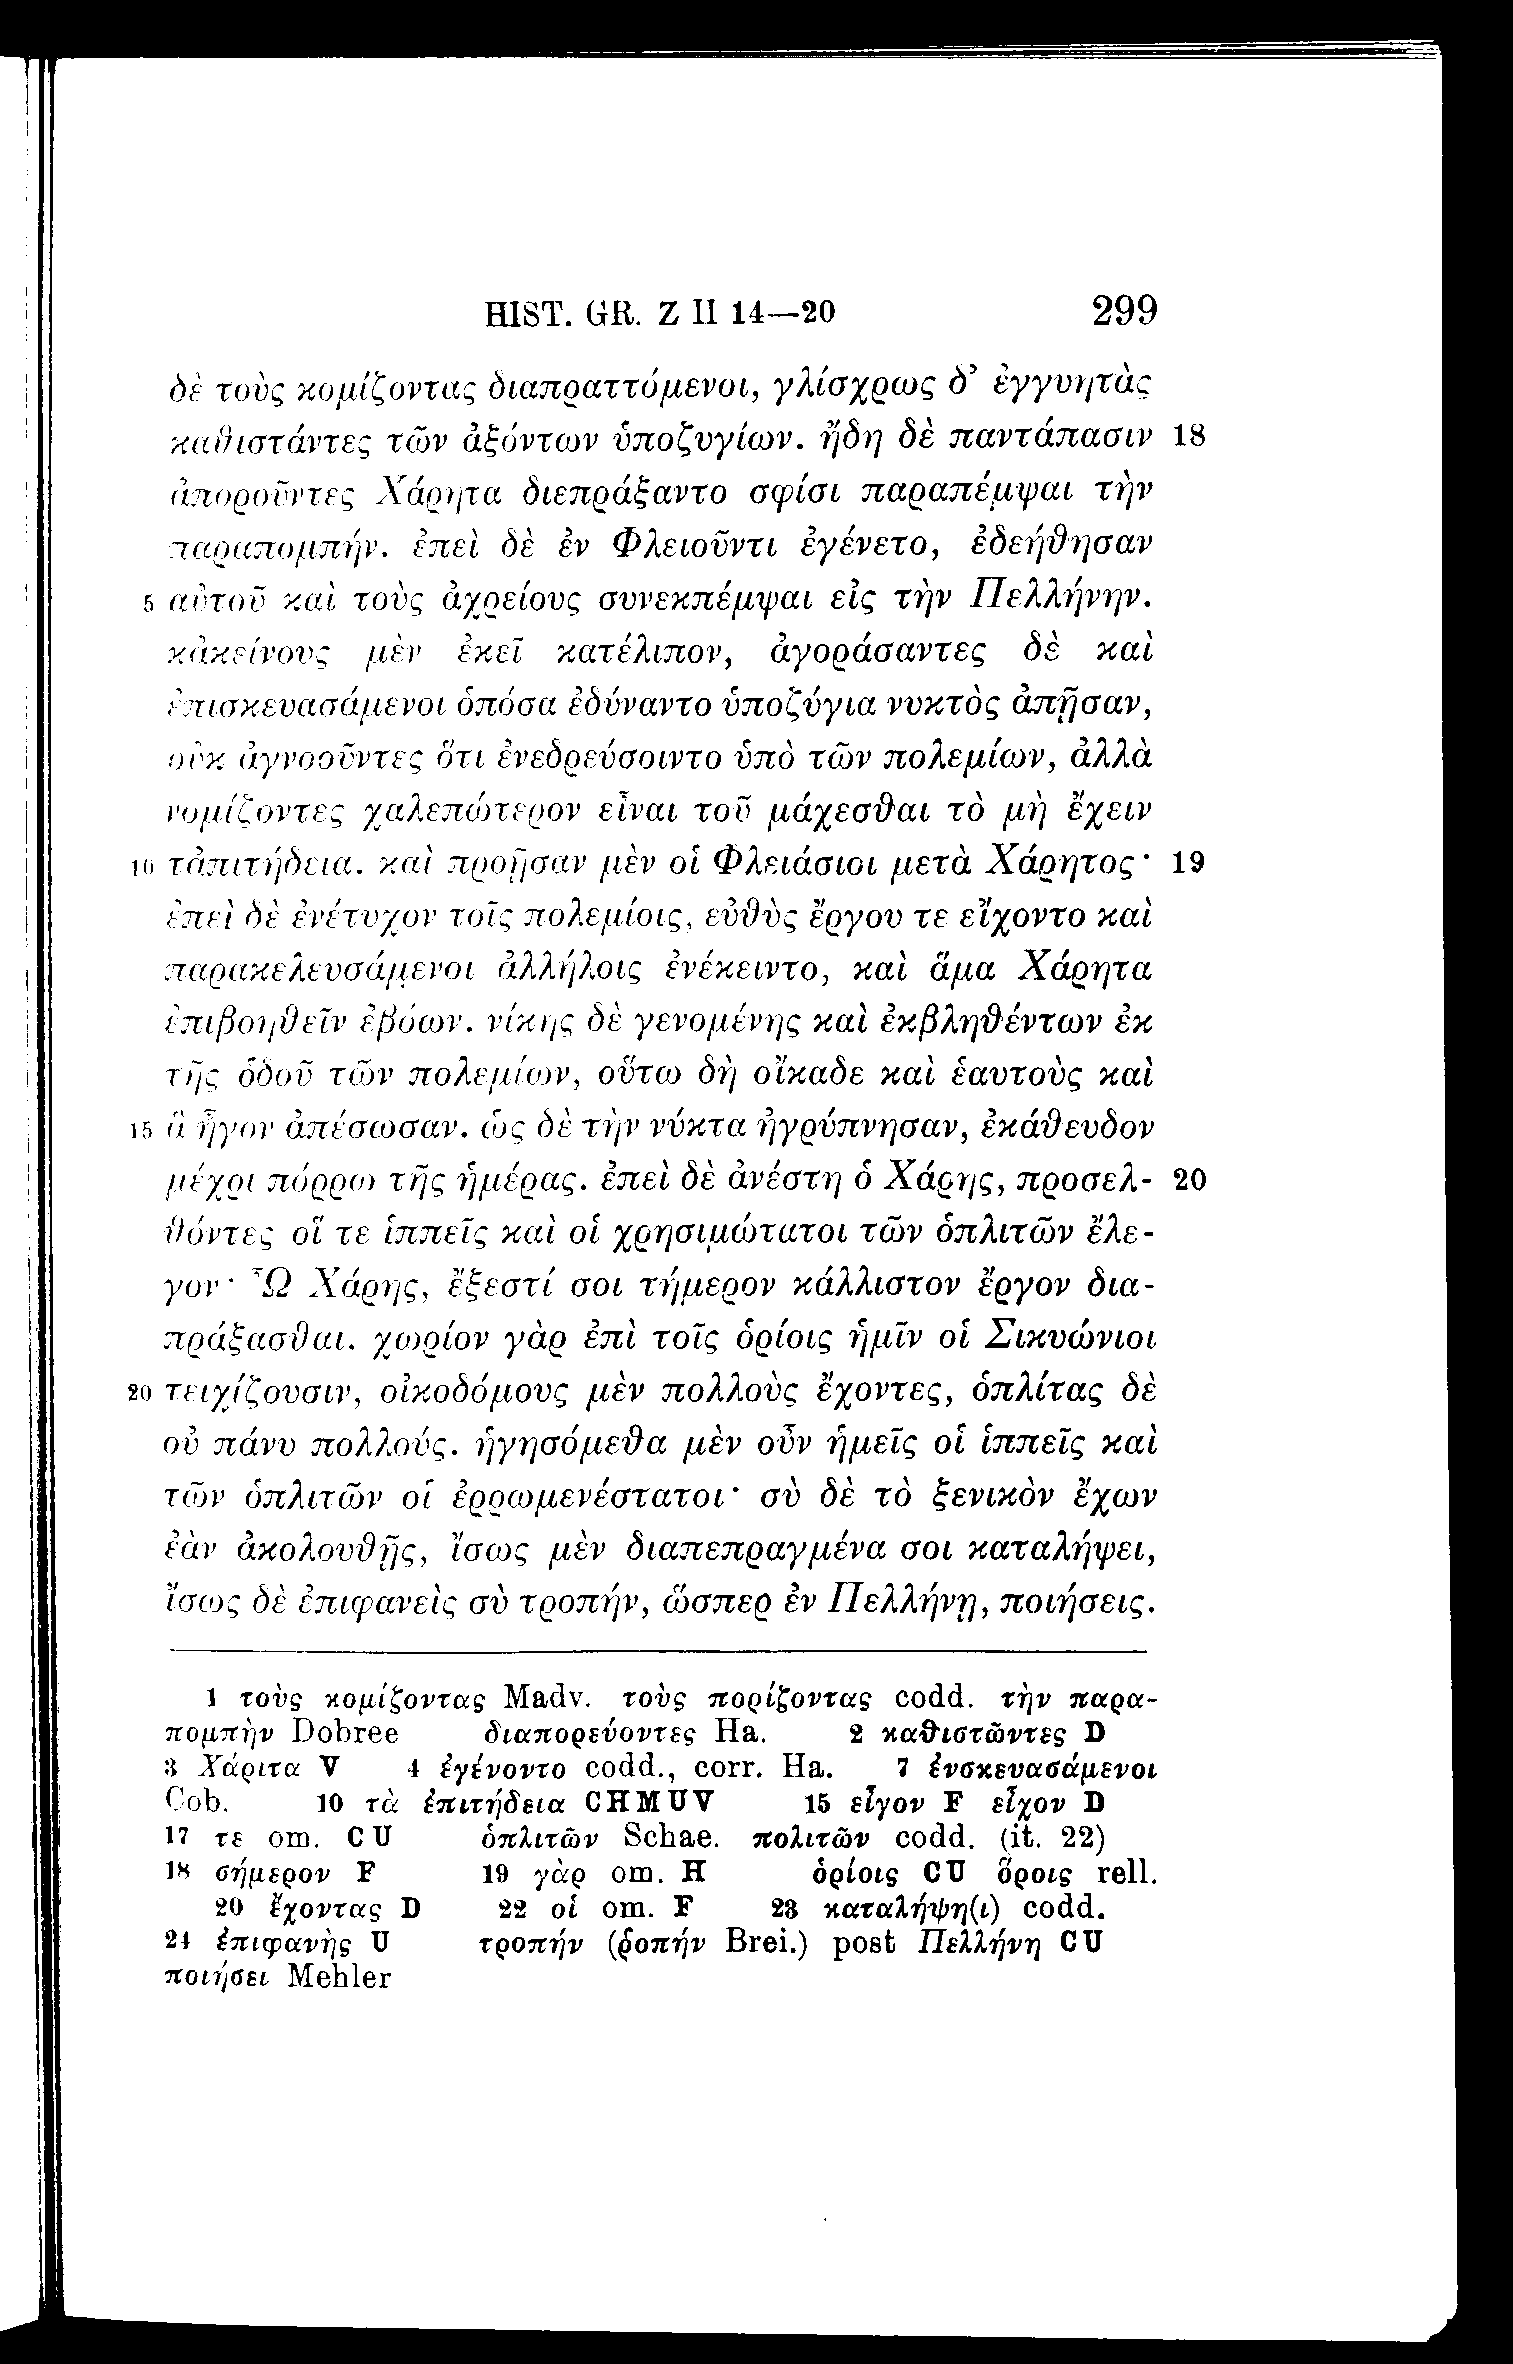 HIST. GR. Z II 14—20 299
δὲ τοὺς κομίζοντας διαπραττόμενοι, γλίσχρως δ’ ἐγγυητὰς
καθιστάντες τῶν ἀξόντων ὑποζυγίων. ἤδη δὲ παντάπασιν 18
ἀποροῦντες Χάρητα διεπράξαντο σφίσι παραπέμψαι τὴν
παραπομπήν. ἐπεὶ δὲ ἐν Φλειοῦντι ἐγένετο, ἐδεήθησαν
5 αὐτοῦ καὶ τοὺς ἀχρείους συνεκπέμψαι εἰς τὴν Πελλήνην.
κἀκείνους μὲν ἐκεῖ κατέλιπον, ἀγοράσαντες δὲ καὶ
ἐπισκευασάμενοι ὁπόσα ἐδύναντο ὑποζύγια νυκτὸς ἀπῇσαν,
οὐκ ἀγνοοῦντες ὅτι ἐνεδρεύσοιντο ὑπὸ τῶν πολεμίων, ἀλλὰ
νομίζοντες χαλεπώτερον εἶναι τοῦ μάχεσθαι τὸ μὴ ἔχειν
10 τἀπιτήδεια. καὶ προῇσαν μὲν οἱ Φλειάσιοι μετὰ Χάρητος· 19
ἐπεὶ δὲ ἐνέτυχον τοῖς πολεμίοις, εὐθὺς ἔργου τε εἴχοντο καὶ
παρακελευσάμενοι ἀλλήλοις ἐνέκειντο, καὶ ἅμα Χάρητα
ἐπιβοηθεῖν ἐβόων. νίκης δὲ γενομένης καὶ ἐκβληθέντων ἐκ
τῆς ὁδοῦ τῶν πολεμίων, οὕτω δὴ οἴκαδε καὶ ἑαυτοὺς καὶ
15 ἃ ἦγον ἀπέσωσαν. ὡς δὲ τὴν νύκτα ἠγρύπνησαν, ἐκάθευδον
μέχρι πόρρω τῆς ἡμέρας. ἐπεὶ δὲ ἀνέστη ὁ Χάρης, προσελ- 20
θόντες οἵ τε ἱππεῖς καὶ οἱ χρησιμώτατοι τῶν ὁπλιτῶν ἔλε-
γον· Ὦ Χάρης, ἔξεστί σοι τήμερον κάλλιστον ἔργον δια-
πράξασθαι. χωρίον γὰρ ἐπὶ τοῖς ὁρίοις ἡμῖν οἱ Σικυώνιοι
20 τειχίζουσιν, οἰκοδόμους μὲν πολλοὺς ἔχοντες, ὁπλίτας δὲ
οὐ πάνυ πολλούς. ἡγησόμεθα μὲν οὖν ἡμεῖς οἱ ἱππεῖς καὶ
τῶν ὁπλιτῶν οἱ ἐρρωμενέστατοι· σὺ δὲ τὸ ξενικὸν ἔχων
ἐὰν ἀκολουθῇς, ἴσως μὲν διαπεπραγμένα σοι καταλήψει,
ἴσως δὲ ἐπιφανεὶς σὺ τροπήν, ὥσπερ ἐν Πελλήνῃ, ποιήσεις.
1 τοὺς κομίζοντας Madv. τοὺς πορίζοντας codd. τὴν παρα-
πομπὴν Dobree διαπορεύοντες Ha. 2 καθιστῶντες D
3 Χάριτα V 4 ἐγένοντο codd., corr. Ha. 7 ἐνσκευασάμενοι
Cob. 10 τὰ ἐπιτήδεια CHMUV 15 εἶγον F εἶχον D
17 τε om. CU ὁπλιτῶν Schae. πολιτῶν codd. (it. 22)
18 σήμερον F 19 γὰρ om. H ὁρίοις CU ὅροις rell.
20 ἔχοντας D 22 οἱ om. F 23 καταλήψη(ι) codd.
24 ἐπιφανὴς U τροπήν (ῥοπήν Brei.) post Πελλήνη CU
ποιήσει Mehler